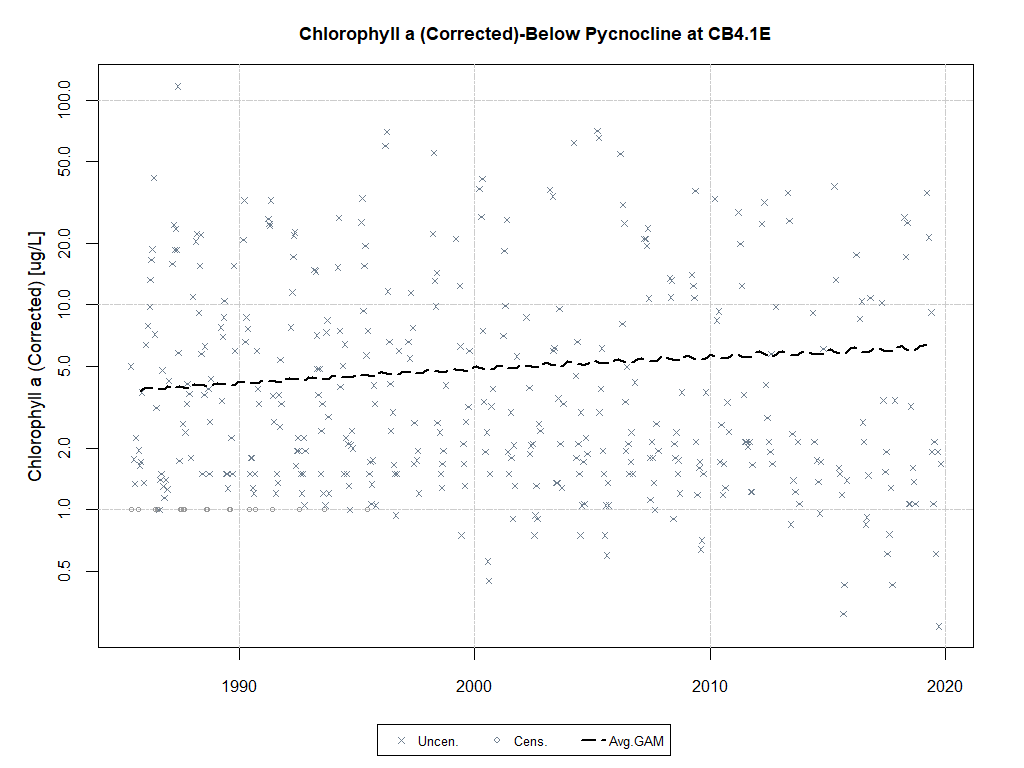 Chlorophyll a (Corrected)-Below Pycnocline at CB4.1E
Chlorophyll a (Corrected) [ug/L]
100.0
50.0
20.0
10.0
5.0
2.0
1.0
0.5
1990
2000
2010
2020
Uncen.
Cens.
Avg.GAM